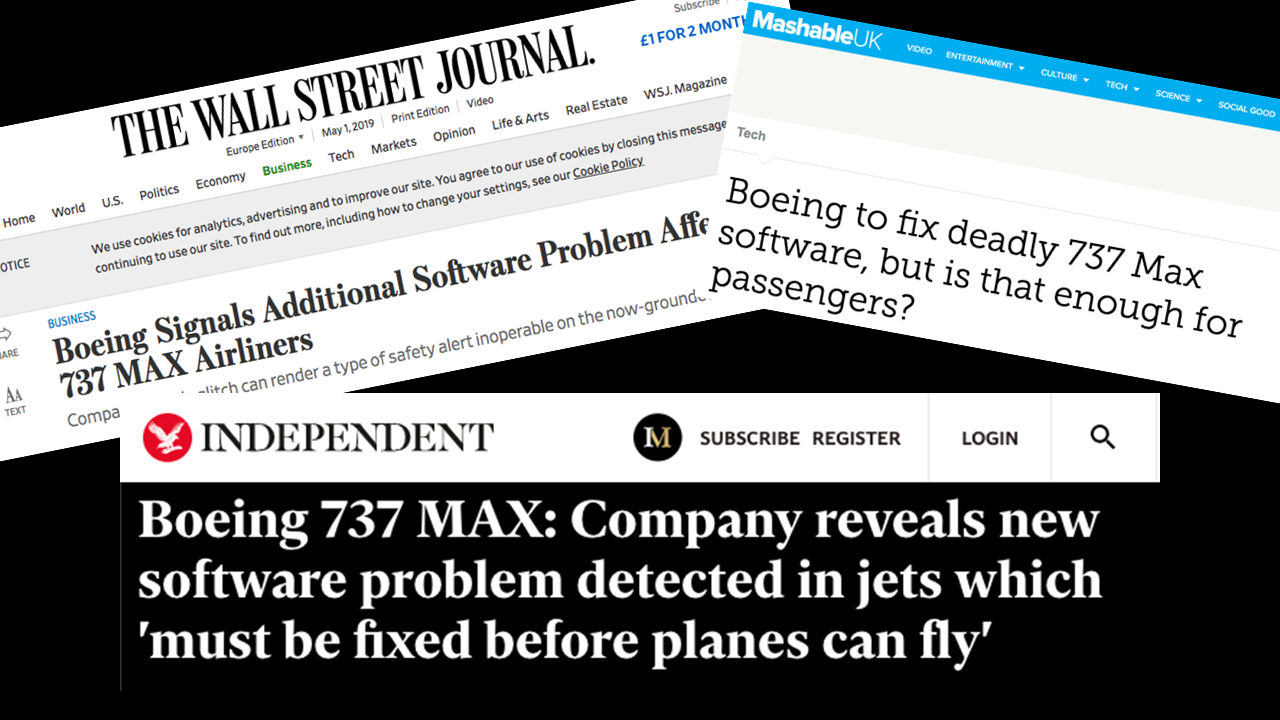 Subscribe
£1 FOR 2 MONT
THE WALL STREET JOURNAL.
Europe Edition | May 1, 2019 | Print Edition | Video
Home World U.S. Politics Economy Business Tech Markets Opinion Life & Arts Real Estate WSJ. Magazine
OTICE
We use cookies for analytics, advertising and to improve our site. You agree to our use of cookies by closing this message
continuing to use our site. To find out more, including how to change your settings, see our Cookie Policy
BUSINESS
Boeing Signals Additional Software Problem Affe
737 MAX Airliners
Compa glitch can render a type of safety alert inoperable on the now-ground
ARE
AA
TEXT
Mashable UK VIDEO ENTERTAINMENT CULTURE TECH SCIENCE SOCIAL GOOD
Tech
Boeing to fix deadly 737 Max
software, but is that enough for
passengers?
INDEPENDENT M SUBSCRIBE REGISTER LOGIN
Boeing 737 MAX: Company reveals new
software problem detected in jets which
'must be fixed before planes can fly'